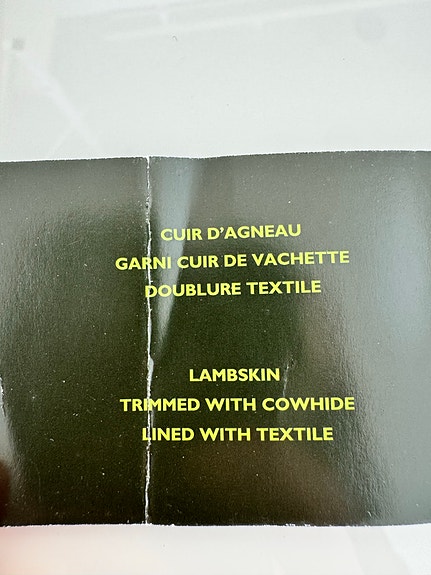 CUIR D'AGNEAU
GARNI CUIR DE VACHETTE
DOUBLURE TEXTILE
LAMBSKIN
TRIMMED WITH COWHIDE
LINED WITH TEXTILE